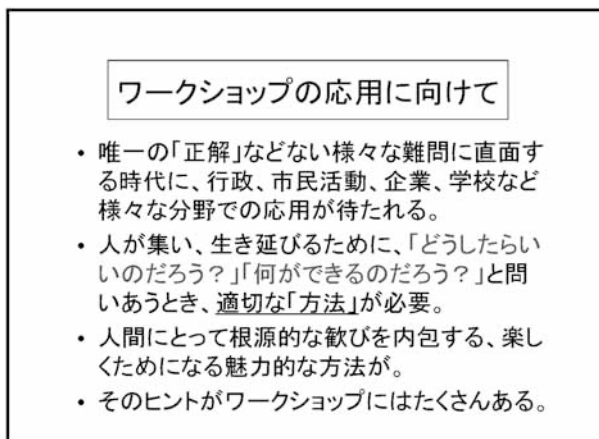 ワークショップの応用に向けて
• 唯一の「正解」などない様々な難問に直面す
る時代に、行政、市民活動、企業、学校など
様々な分野での応用が待たれる。
• 人が集い、生き延びるために、「どうしたらい
いのだろう？」「何ができるのだろう？」と問
いあうとき、適切な「方法」が必要。
• 人間にとって根源的な歓びを内包する、楽し
くためになる魅力的な方法が。
• そのヒントがワークショップにはたくさんある。